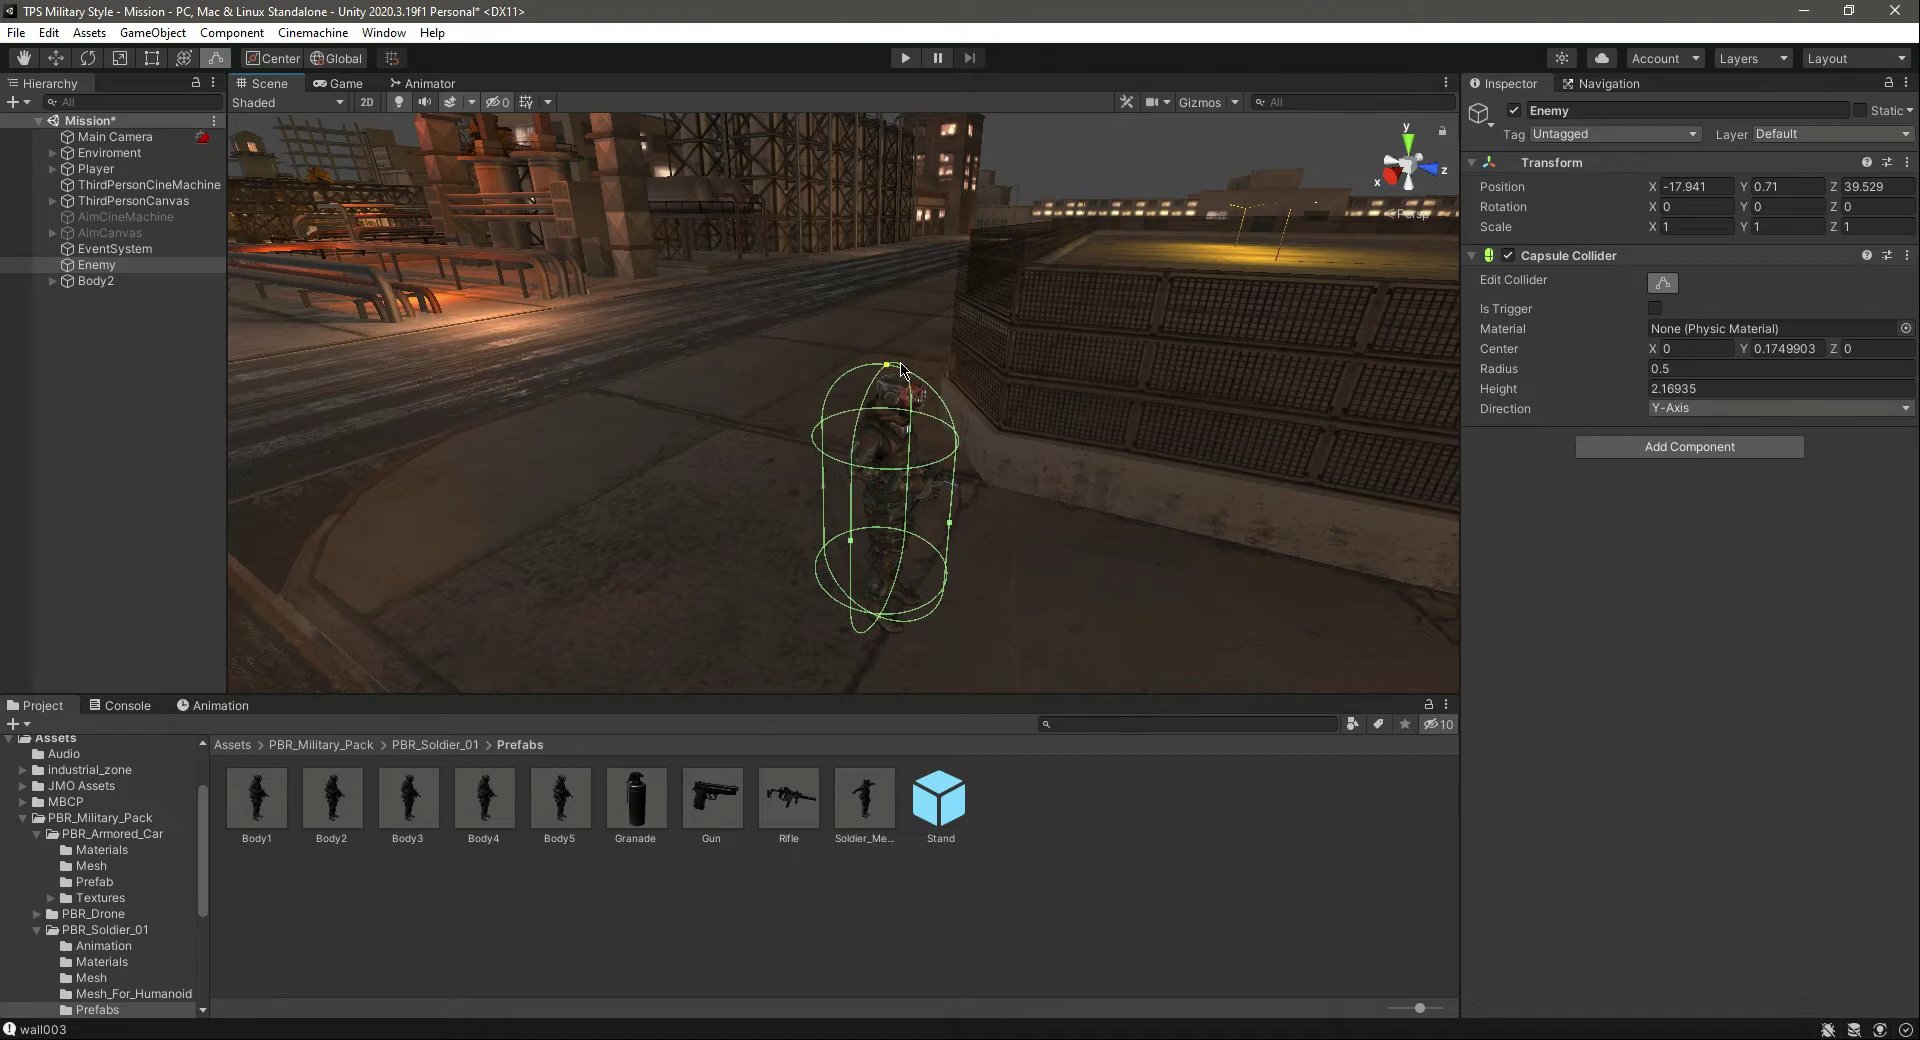 TPS Military Style - Mission - PC, Mac & Linux Standalone - Unity 2020.3.19f1 Personal* <DX11>
File Edit Assets GameObject Component Cinemachine Window Help
Center Global Account Layers Layout
Hierarchy
All
Mission*
Main Camera
Enviroment
Player
ThirdPersonCineMachine
ThirdPersonCanvas
AimCineMachine
AimCanvas
EventSystem
Enemy
Body2
Scene Game Animator
Shaded 2D 0 Gizmos All
y
x z
Persp
Inspector Navigation
Enemy Static
Tag Untagged Layer Default
Transform
Position X -17.941 Y 0.71 Z 39.529
Rotation X 0 Y 0 Z 0
Scale X 1 Y 1 Z 1
Capsule Collider
Edit Collider
Is Trigger
Material None (Physic Material)
Center X 0 Y 0.1749903 Z 0
Radius 0.5
Height 2.16935
Direction Y-Axis
Add Component
Project Console Animation
10
Assets
Audio
industrial_zone
JMO Assets
MBCP
PBR_Military_Pack
PBR_Armored_Car
Materials
Mesh
Prefab
Textures
PBR_Drone
PBR_Soldier_01
Animation
Materials
Mesh
Mesh_For_Humanoid
Prefabs
Assets > PBR_Military_Pack > PBR_Soldier_01 > Prefabs
Body1 Body2 Body3 Body4 Body5 Granade Gun Rifle Soldier_Me... Stand
wall003